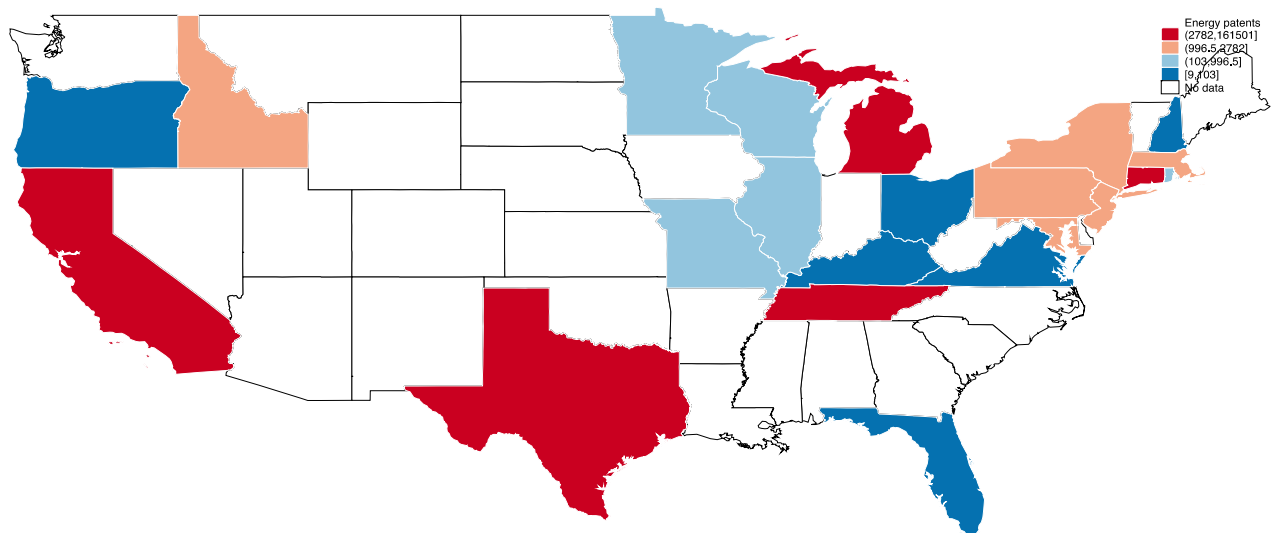 Energy patents
(2782,161501]
(996.5,2782]
(103,996.5]
[9,103]
No data